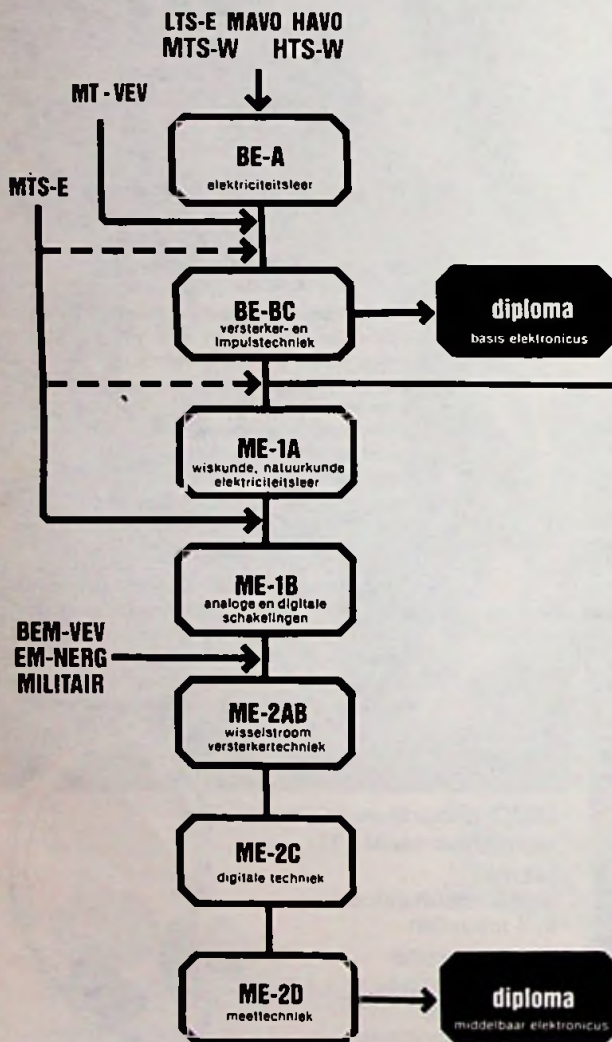 LTS-E MAVO HAVO
MTS-W HTS-W
MT-VEV
BE-A
elektriciteitsleer
MTS-E
BE-BC
versterker- en
impulstechniek
diploma
basis elektronicus
ME-1A
wiskunde, natuurkunde
elektriciteitsleer
ME-1B
analoge en digitale
schakelingen
BEM-VEV
EM-NERG
MILITAIR
ME-2AB
wisselstroom
versterkertechniek
ME-2C
digitale techniek
ME-2D
meettechniek
diploma
middelbaar elektronicus